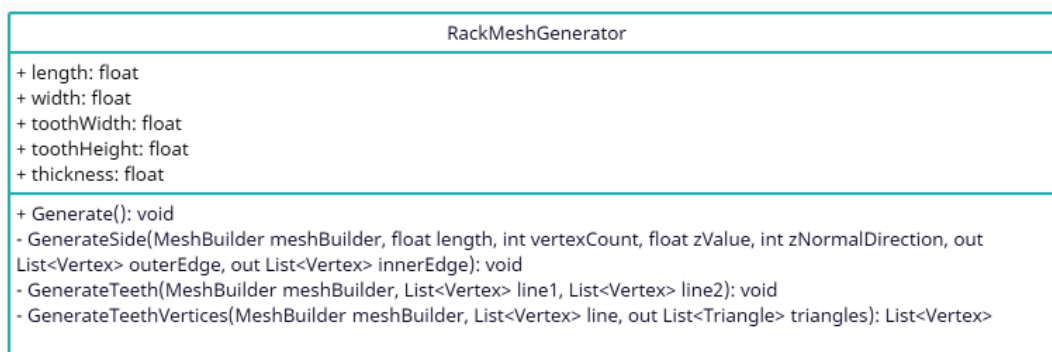 RackMeshGenerator
+ length: float
+ width: float
+ toothWidth: float
+ toothHeight: float
+ thickness: float
+ Generate(): void
- GenerateSide(MeshBuilder meshBuilder, float length, int vertexCount, float zValue, int zNormalDirection, out
List<Vertex> outerEdge, out List<Vertex> innerEdge): void
- GenerateTeeth(MeshBuilder meshBuilder, List<Vertex> line1, List<Vertex> line2): void
- GenerateTeethVertices(MeshBuilder meshBuilder, List<Vertex> line, out List<Triangle> triangles): List<Vertex>